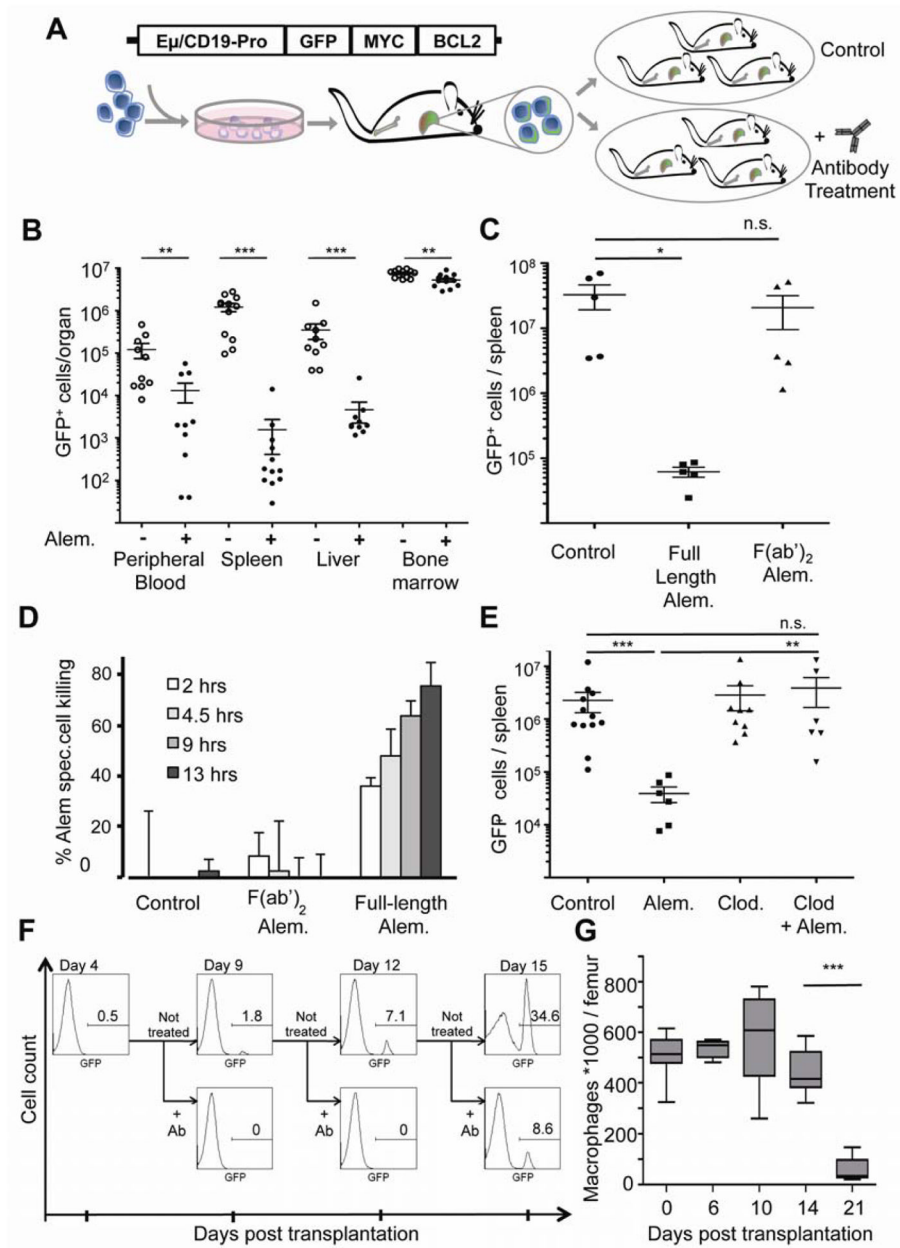 A
Eµ/CD19-Pro GFP MYC BCL2
Control
+
Antibody
Treatment
B
** *** *** **
GFP⁺ cells/organ
10⁷
10⁶
10⁵
10⁴
10³
10²
Alem. - + - + - + - +
Peripheral Blood Spleen Liver Bone marrow
C
n.s.
*
GFP⁺ cells / spleen
10⁸
10⁷
10⁶
10⁵
Control Full Length Alem. F(ab')₂ Alem.
D
% Alem spec.cell killing
80
60
40
20
0
2 hrs
4.5 hrs
9 hrs
13 hrs
Control F(ab')₂ Alem. Full-length Alem.
E
n.s.
*** **
GFP cells / spleen
10⁷
10⁶
10⁵
10⁴
Control Alem. Clod. Clod + Alem.
F
Cell count
Day 4 Day 9 Day 12 Day 15
0.5 1.8 7.1 34.6
Not treated Not treated Not treated
GFP GFP GFP GFP
+ Ab + Ab + Ab
0 0 8.6
GFP GFP GFP
Days post transplantation
G
***
Macrophages *1000 / femur
800
600
400
200
0
0 6 10 14 21
Days post transplantation